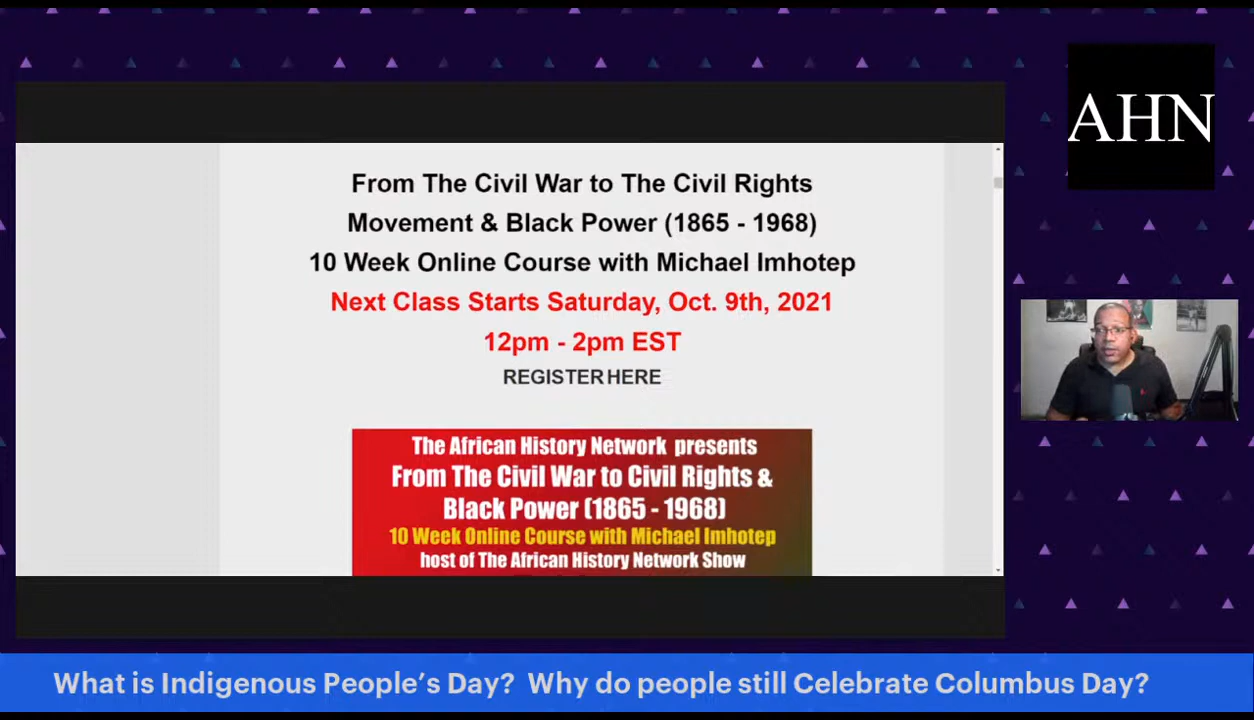 From The Civil War to The Civil Rights
Movement & Black Power (1865 - 1968)
10 Week Online Course with Michael Imhotep
Next Class Starts Saturday, Oct. 9th, 2021
12pm - 2pm EST
REGISTER HERE
The African History Network presents
From The Civil War to Civil Rights &
Black Power (1865 - 1968)
10 Week Online Course with Michael Imhotep
host of The African History Network Show
AHN
What is Indigenous People's Day? Why do people still Celebrate Columbus Day?